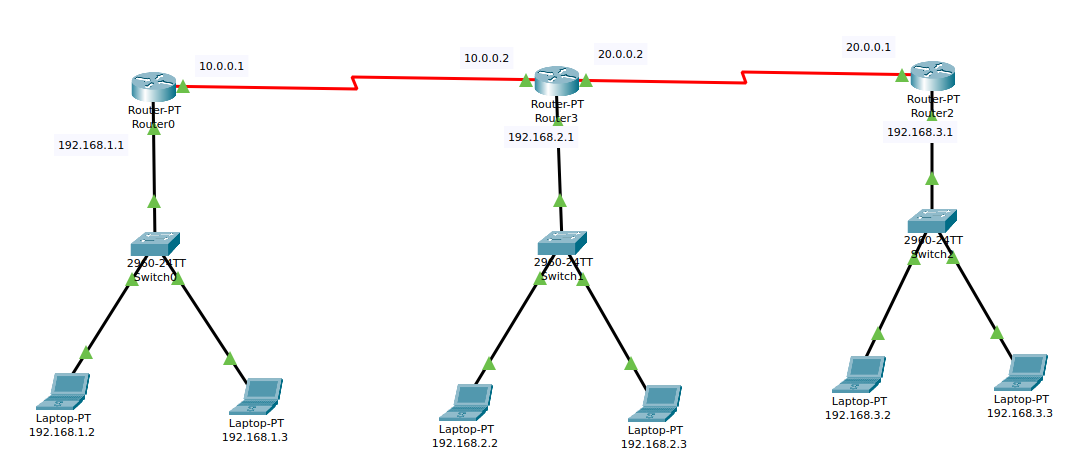 10.0.0.1
10.0.0.2
20.0.0.2
20.0.0.1
Router-PT
Router0
Router-PT
Router3
Router-PT
Router2
192.168.1.1
192.168.2.1
192.168.3.1
2960-24TT
Switch0
2960-24TT
Switch1
2960-24TT
Switch2
Laptop-PT
192.168.1.2
Laptop-PT
192.168.1.3
Laptop-PT
192.168.2.2
Laptop-PT
192.168.2.3
Laptop-PT
192.168.3.2
Laptop-PT
192.168.3.3